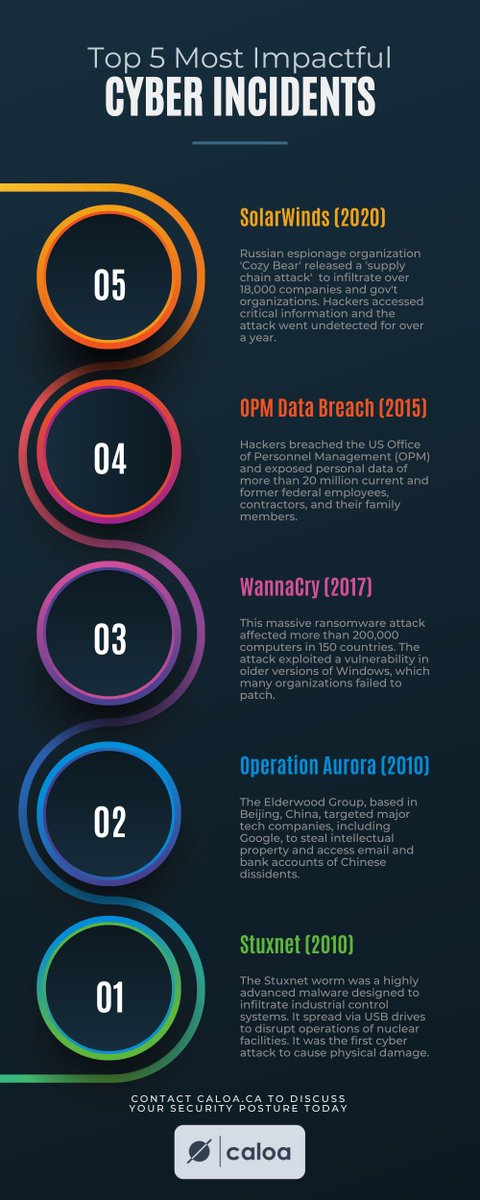 Top 5 Most Impactful
CYBER INCIDENTS
05
SolarWinds (2020)
Russian espionage organization
'Cozy Bear' released a 'supply
chain attack'  to infiltrate over
18,000 companies and gov't
organizations. Hackers accessed
critical information and the
attack went undetected for over
a year.
04
OPM Data Breach (2015)
Hackers breached the US Office
of Personnel Management (OPM)
and exposed personal data of
more than 20 million current and
former federal employees,
contractors, and their family
members.
03
WannaCry (2017)
This massive ransomware attack
affected more than 200,000
computers in 150 countries. The
attack exploited a vulnerability in
older versions of Windows, which
many organizations failed to
patch.
02
Operation Aurora (2010)
The Elderwood Group, based in
Beijing, China, targeted major
tech companies, including
Google, to steal intellectual
property and access email and
bank accounts of Chinese
dissidents.
01
Stuxnet (2010)
The Stuxnet worm was a highly
advanced malware designed to
infiltrate industrial control
systems. It spread via USB drives
to disrupt operations of nuclear
facilities. It was the first cyber
attack to cause physical damage.
CONTACT CALOA.CA TO DISCUSS
YOUR SECURITY POSTURE TODAY
caloa